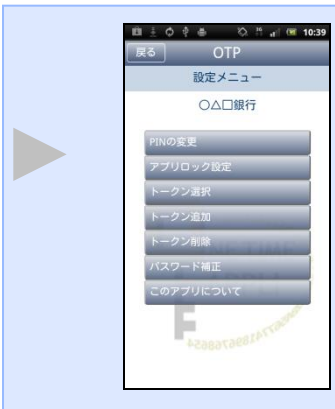 10:39
戻る OTP
設定メニュー
○△□銀行
PINの変更
アプリロック設定
トークン選択
トークン追加
トークン削除
パスワード補正
このアプリについて